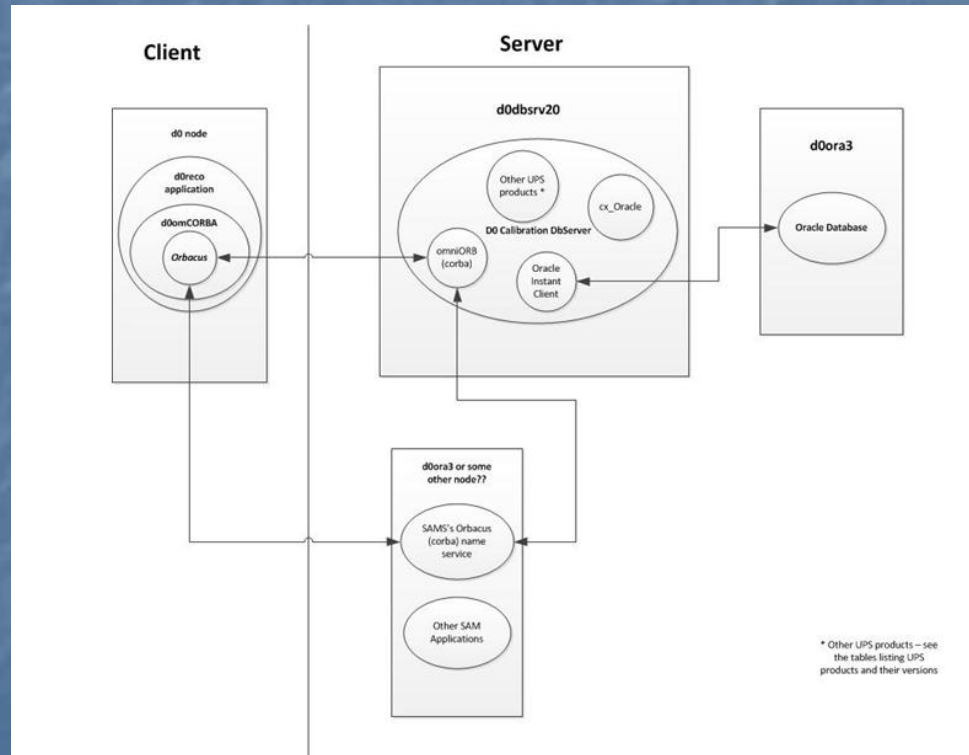 Client
Server
d0 node
d0reco
application
d0omCORBA
Orbacus
d0dbsrv20
Other UPS
products *
cx_Oracle
D0 Calibration DbServer
omniORB
(corba)
Oracle
Instant
Client
d0ora3
Oracle Database
d0ora3 or some
other node??
SAMS's Orbacus
(corba) name
service
Other SAM
Applications
* Other UPS products – see
the tables listing UPS
products and their versions